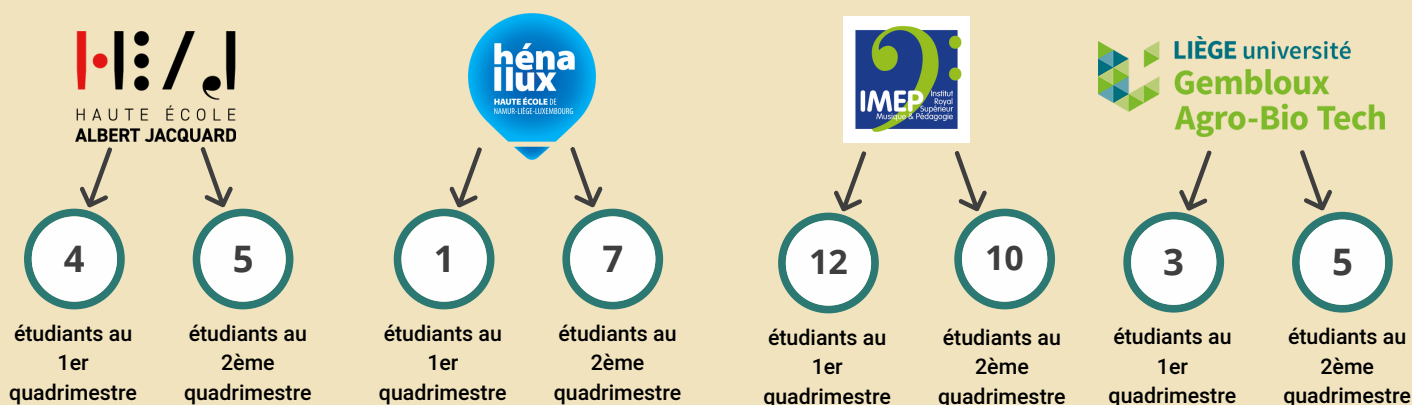 HAUTE ÉCOLE
ALBERT JACQUARD
4
étudiants au
1er
quadrimestre
5
étudiants au
2ème
quadrimestre
héna
llux
HAUTE ÉCOLE DE
NAMUR-LIÈGE-LUXEMBOURG
1
étudiants au
1er
quadrimestre
7
étudiants au
2ème
quadrimestre
IMEP
Institut
Royal
Supérieur
Musique & Pédagogie
12
étudiants au
1er
quadrimestre
10
étudiants au
2ème
quadrimestre
LIÈGE université
Gembloux
Agro-Bio Tech
3
étudiants au
1er
quadrimestre
5
étudiants au
2ème
quadrimestre